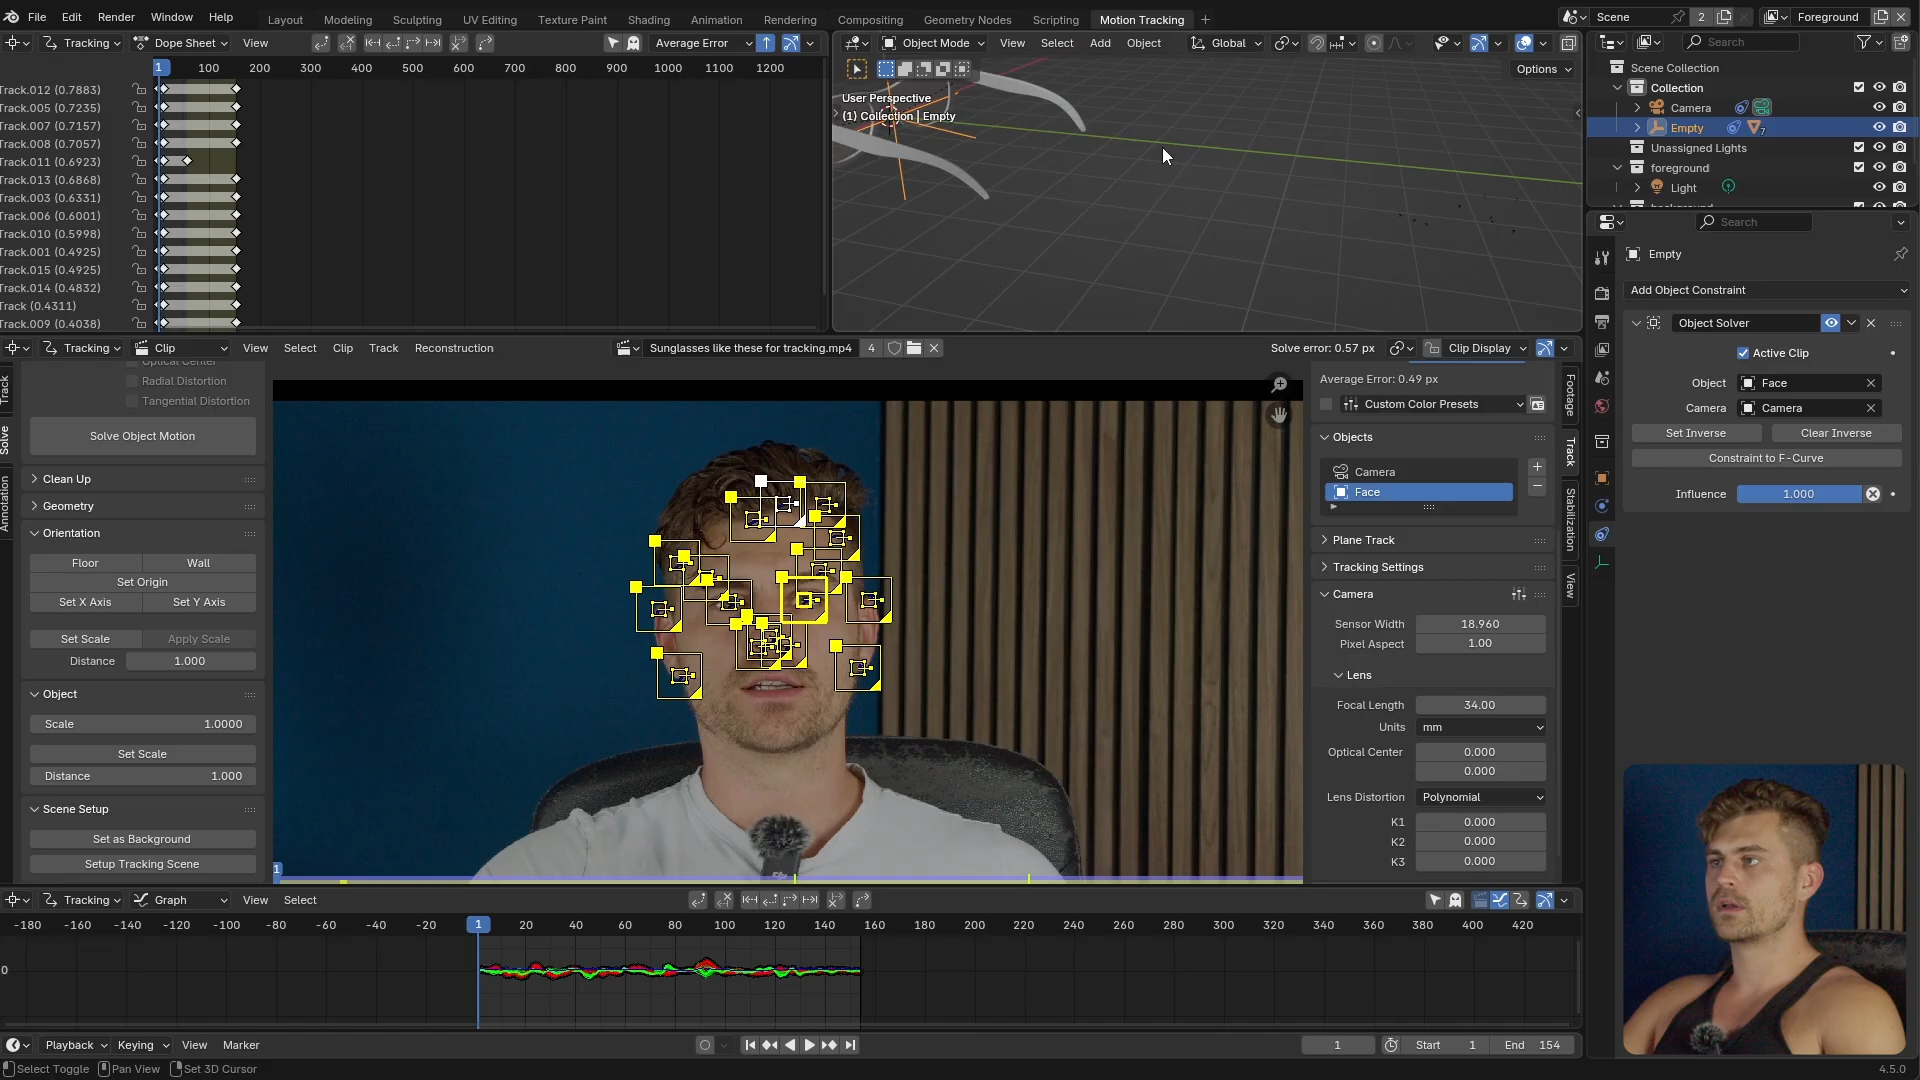 File Edit Render Window Help
Layout Modeling Sculpting UV Editing Texture Paint Shading Animation Rendering Compositing Geometry Nodes Scripting Motion Tracking +
Scene 2
Foreground
Tracking Dope Sheet View
Average Error
1 100 200 300 400 500 600 700 800 900 1000 1100 1200
Track.012 (0.7883)
Track.005 (0.7235)
Track.007 (0.7157)
Track.008 (0.7057)
Track.011 (0.6923)
Track.013 (0.6868)
Track.003 (0.6331)
Track.006 (0.6001)
Track.010 (0.5998)
Track.001 (0.4925)
Track.015 (0.4925)
Track.014 (0.4832)
Track (0.4311)
Track.009 (0.4038)
Object Mode View Select Add Object Global
Options
User Perspective
(1) Collection | Empty
Search
Scene Collection
Collection
Camera
Empty 7
Unassigned Lights
foreground
Light
Search
Empty
Add Object Constraint
Object Solver
Active Clip
Object Face
Camera Camera
Set Inverse Clear Inverse
Constraint to F-Curve
Influence 1.000
Tracking Clip View Select Clip Track Reconstruction
Sunglasses like these for tracking.mp4 4
Solve error: 0.57 px
Clip Display
Track
Solve
Annotation
Radial Distortion
Tangential Distortion
Solve Object Motion
Clean Up
Geometry
Orientation
Floor Wall
Set Origin
Set X Axis Set Y Axis
Set Scale Apply Scale
Distance 1.000
Object
Scale 1.0000
Set Scale
Distance 1.000
Scene Setup
Set as Background
Setup Tracking Scene
1
Average Error: 0.49 px
Custom Color Presets
Objects
Camera
Face
Plane Track
Tracking Settings
Camera
Sensor Width 18.960
Pixel Aspect 1.00
Lens
Focal Length 34.00
Units mm
Optical Center 0.000
0.000
Lens Distortion Polynomial
K1 0.000
K2 0.000
K3 0.000
Footage
Track
Stabilization
View
Tracking Graph View Select
-180 -160 -140 -120 -100 -80 -60 -40 -20 1 20 40 60 80 100 120 140 160 180 200 220 240 260 280 300 320 340 360 380 400 420
0
Playback Keying View Marker
1 Start 1 End 154
Select Toggle Pan View Set 3D Cursor
4.5.0